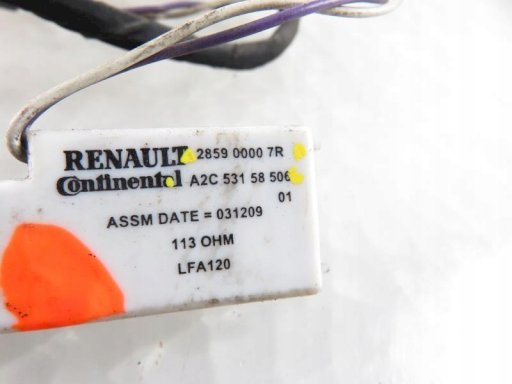 RENAULT 2859 0000 7R
Continental A2C 531 58 506
01
ASSM DATE = 031209
113 OHM
LFA120